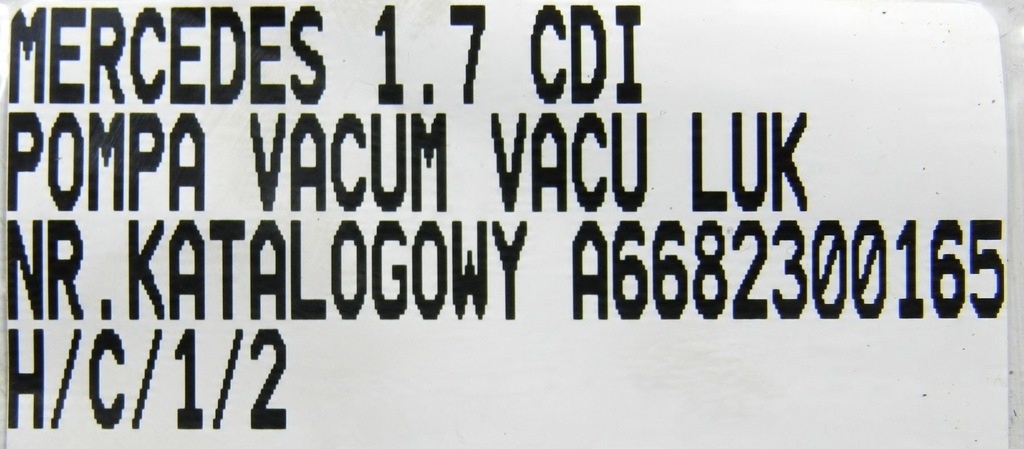 MERCEDES 1.7 CDI
POMPA VACUM VACU LUK
NR.KATALOGOWY A6682300165
H/C/1/2